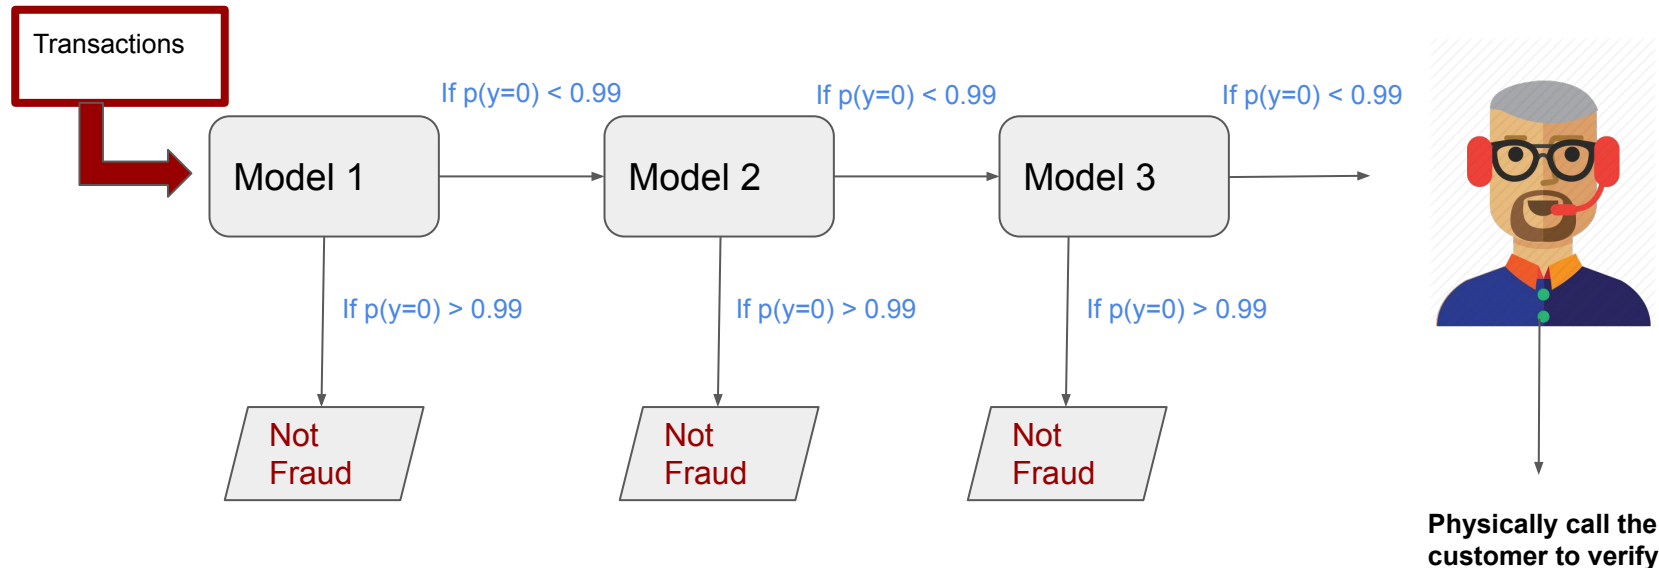 Transactions
If p(y=0) < 0.99
If p(y=0) < 0.99
If p(y=0) < 0.99
Model 1
Model 2
Model 3
If p(y=0) > 0.99
If p(y=0) > 0.99
If p(y=0) > 0.99
Not
Fraud
Not
Fraud
Not
Fraud
Physically call the
customer to verify